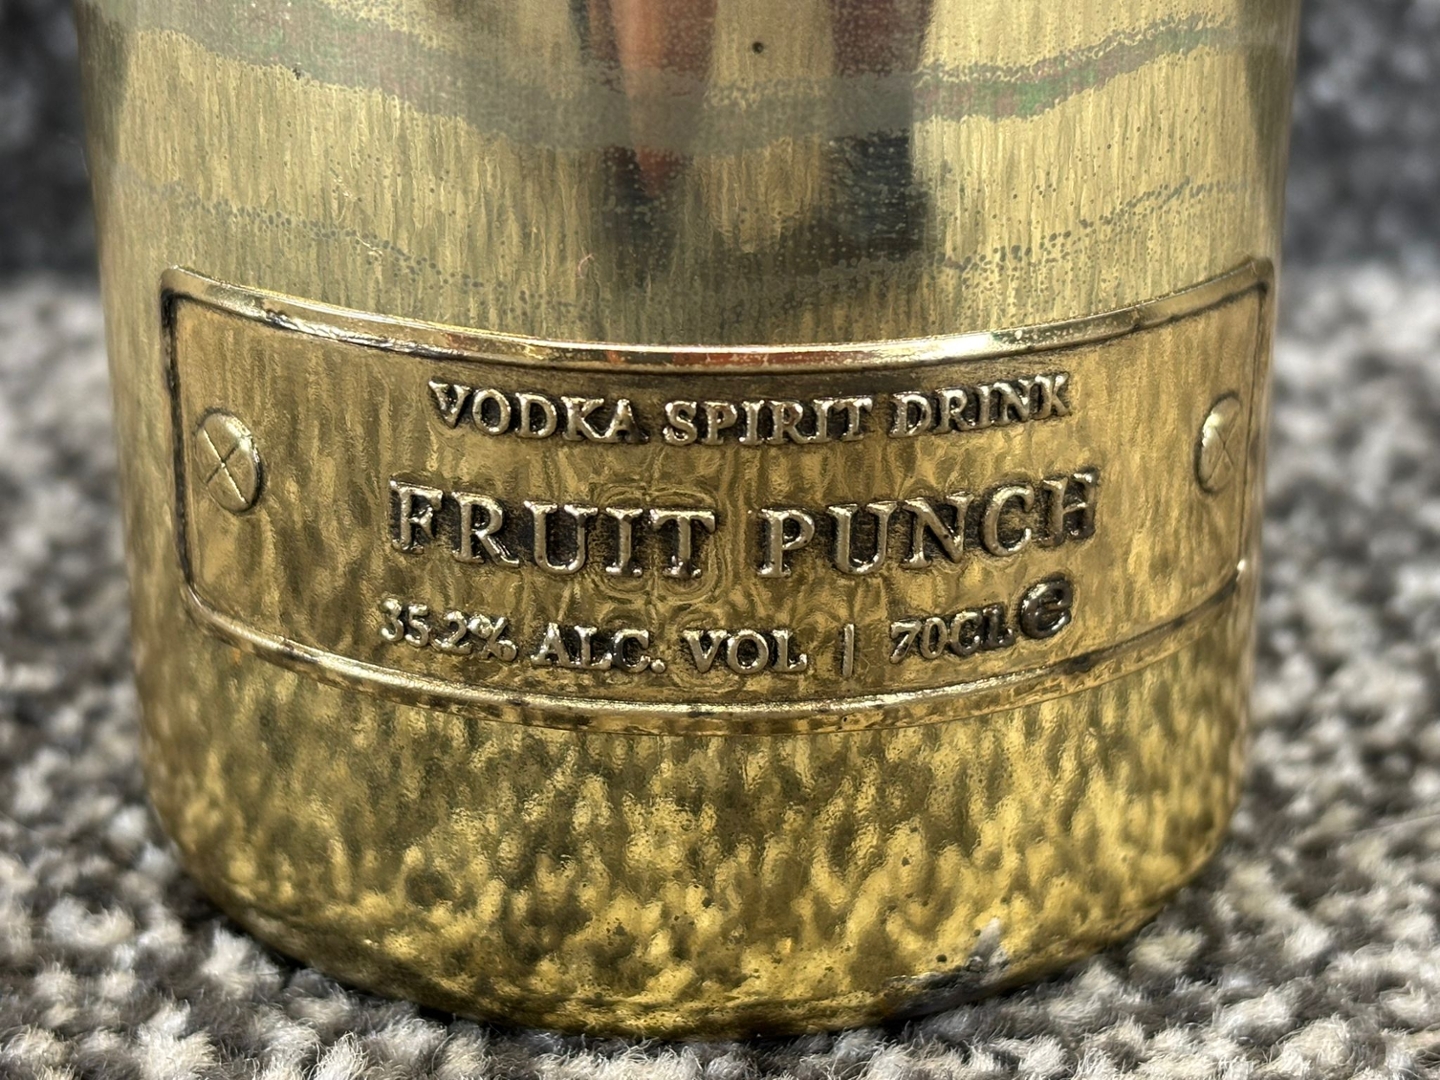 VODKA SPIRIT DRINK
FRUIT PUNCH
35.2% ALC. VOL | 70CL e